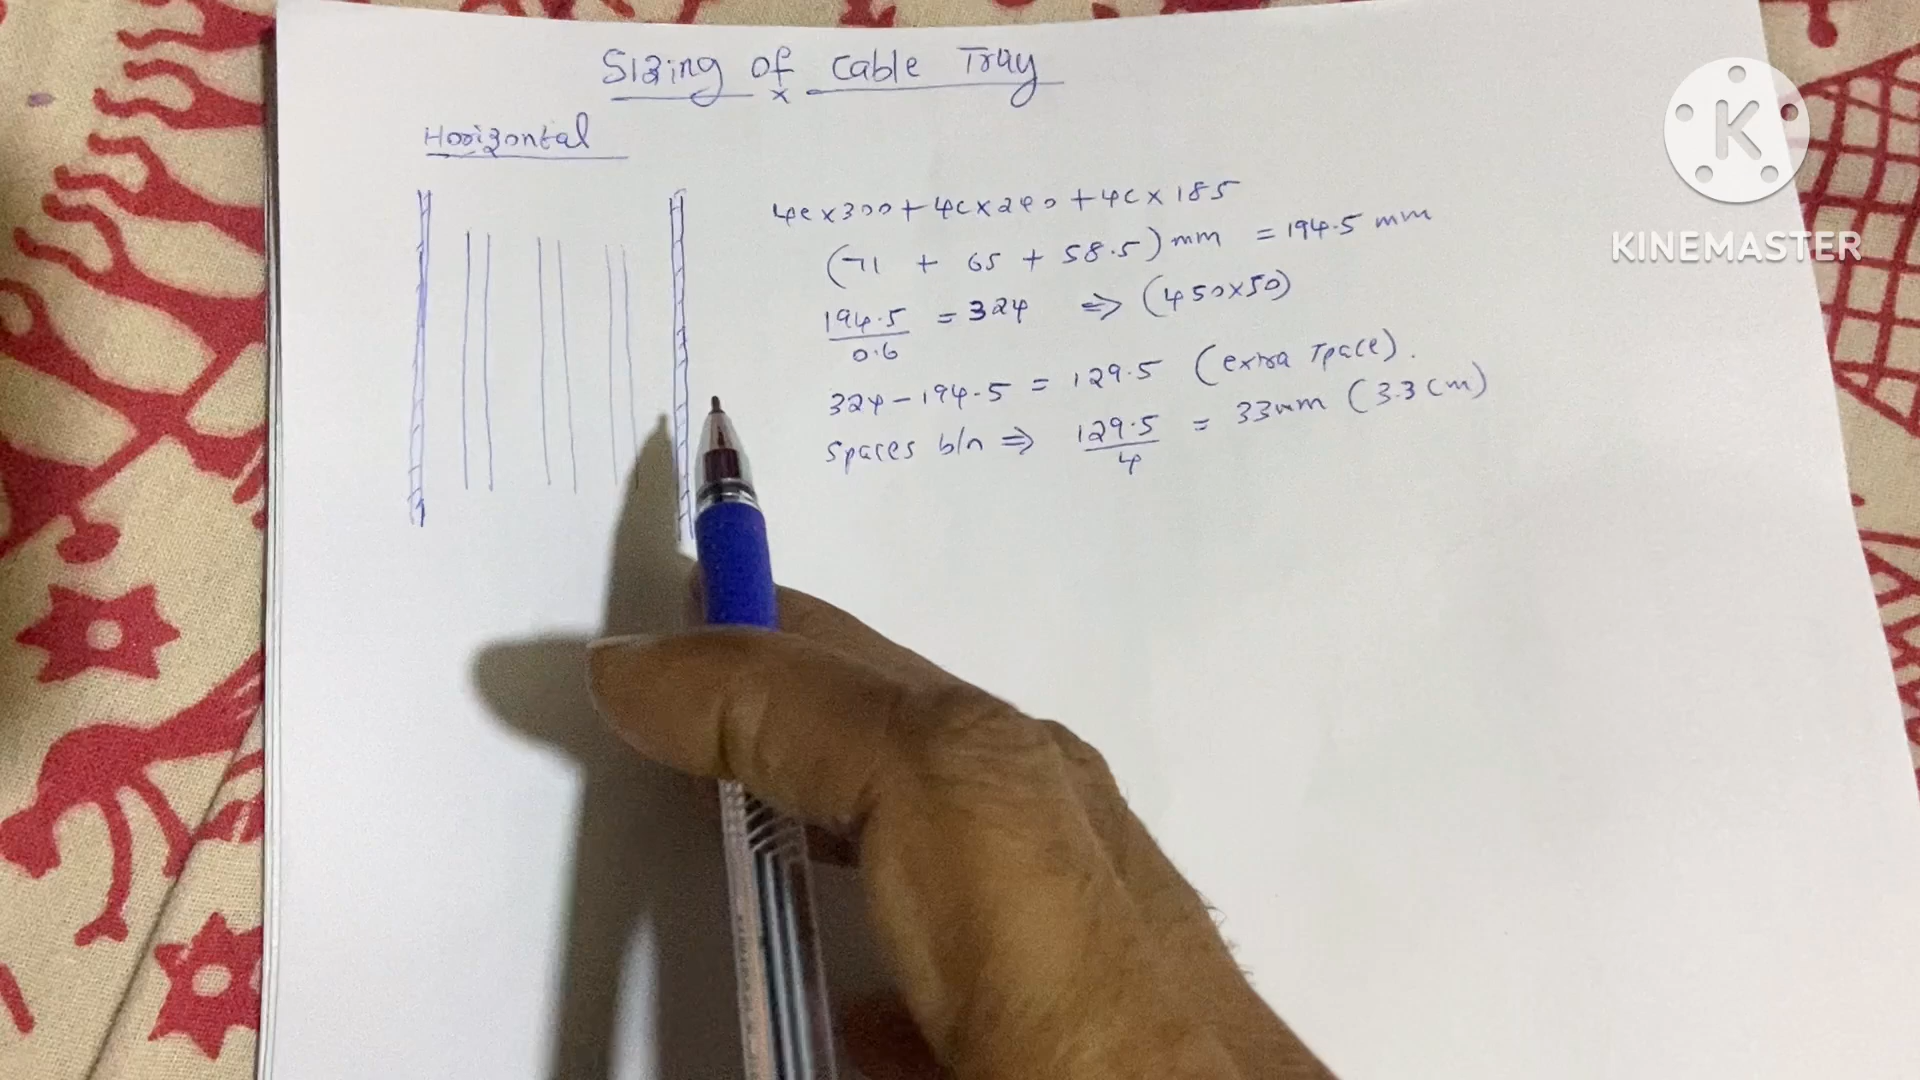 Sizing of Cable Tray
x
Horizontal
4c x 300 + 4c x 240 + 4c x 185
(71 + 65 + 58.5) mm = 194.5 mm
194.5 / 0.6 = 324 ⇒ (450x50)
324 - 194.5 = 129.5 (extra space).
Spaces b/n ⇒ 129.5 / 4 = 33mm (3.3 cm)
K
KINEMASTER